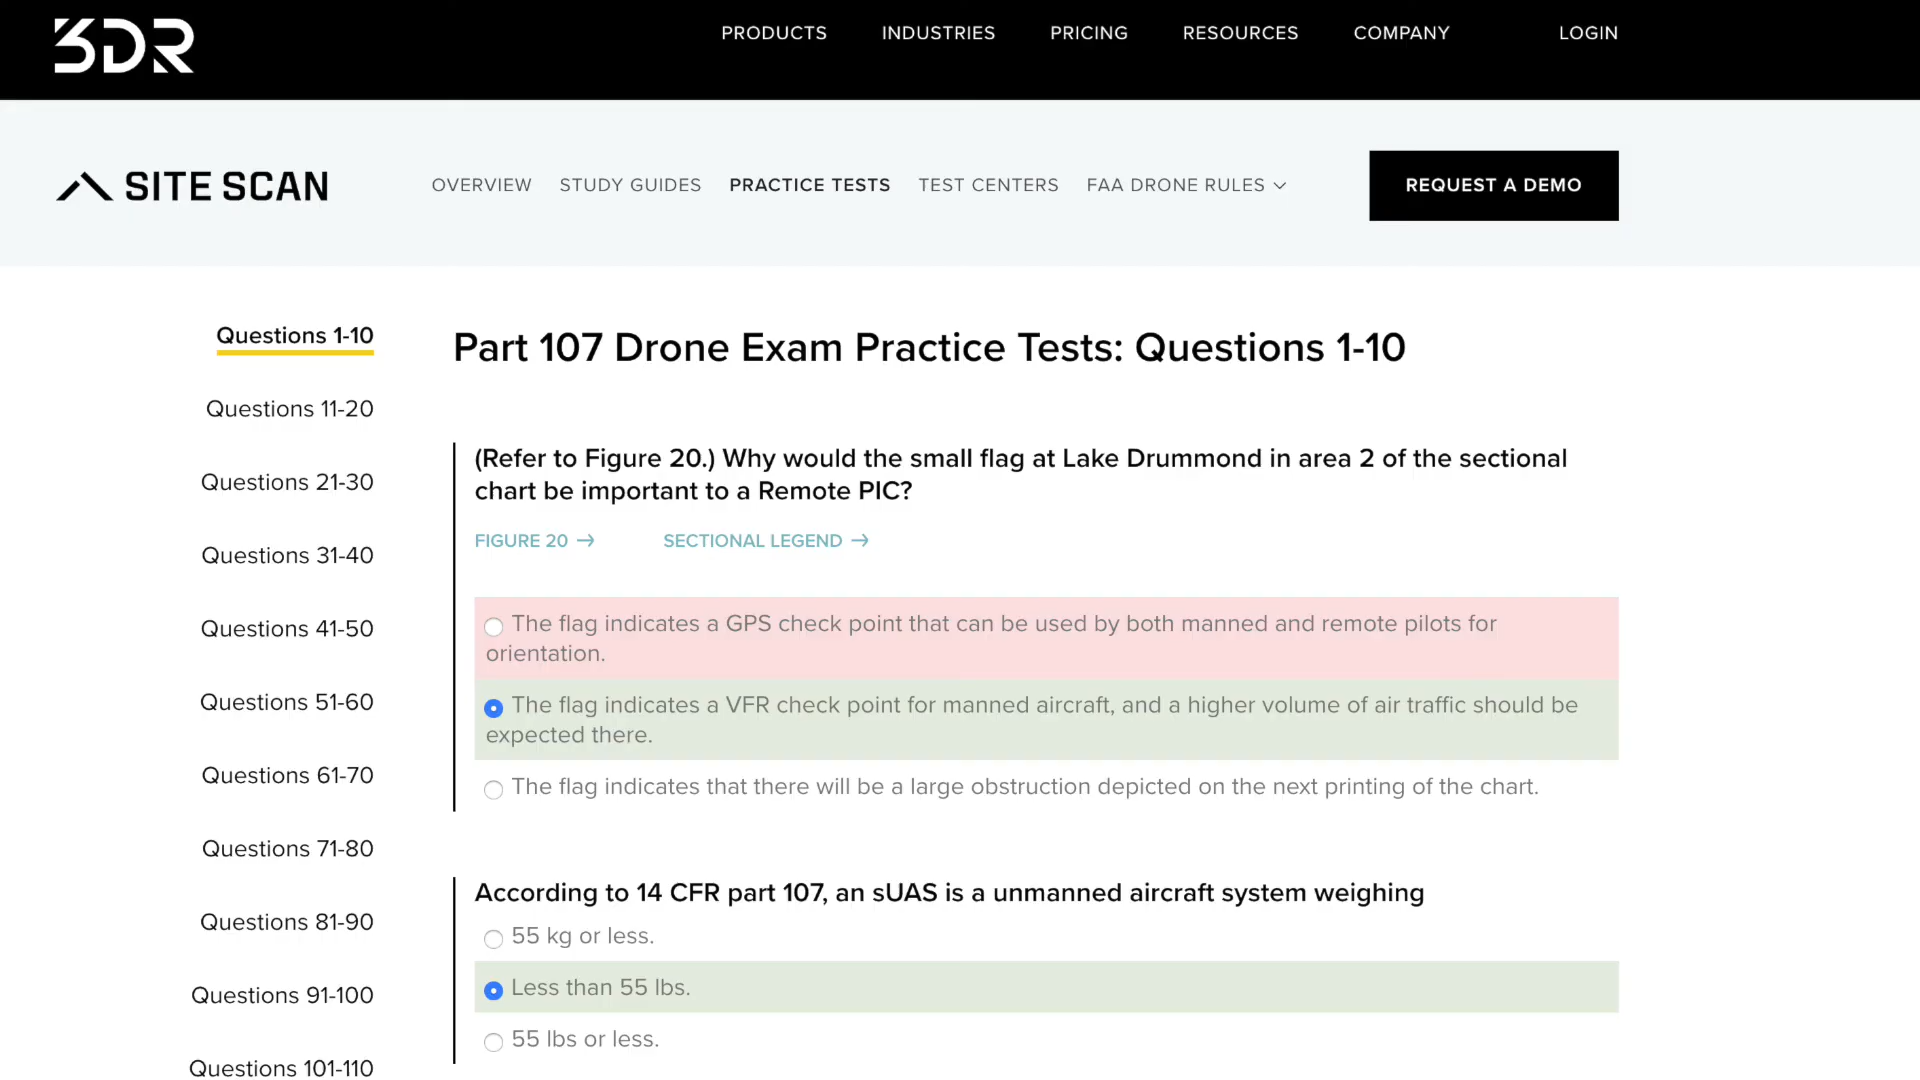 3DR
PRODUCTS
INDUSTRIES
PRICING
RESOURCES
COMPANY
LOGIN
SITE SCAN
OVERVIEW
STUDY GUIDES
PRACTICE TESTS
TEST CENTERS
FAA DRONE RULES
REQUEST A DEMO
Questions 1-10
Questions 11-20
Questions 21-30
Questions 31-40
Questions 41-50
Questions 51-60
Questions 61-70
Questions 71-80
Questions 81-90
Questions 91-100
Questions 101-110
Part 107 Drone Exam Practice Tests: Questions 1-10
(Refer to Figure 20.) Why would the small flag at Lake Drummond in area 2 of the sectional
chart be important to a Remote PIC?
FIGURE 20 →
SECTIONAL LEGEND →
The flag indicates a GPS check point that can be used by both manned and remote pilots for
orientation.
The flag indicates a VFR check point for manned aircraft, and a higher volume of air traffic should be
expected there.
The flag indicates that there will be a large obstruction depicted on the next printing of the chart.
According to 14 CFR part 107, an sUAS is a unmanned aircraft system weighing
55 kg or less.
Less than 55 lbs.
55 lbs or less.